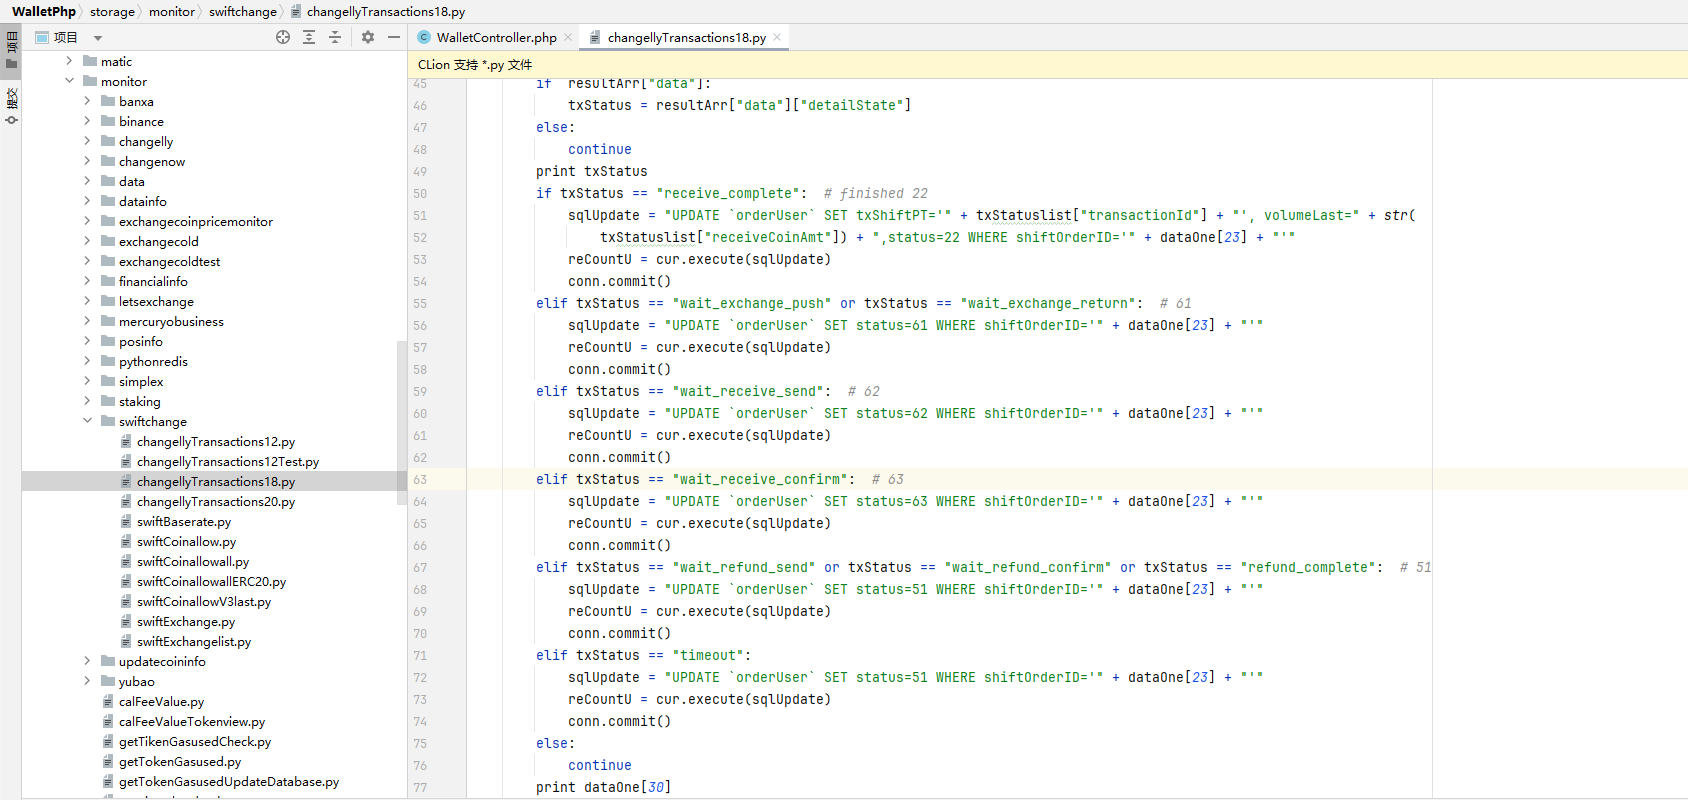 WalletPhp storage monitor swiftchange changellyTransactions18.py
项目
提交
项目
matic
monitor
banxa
binance
changelly
changenow
data
datainfo
exchangecoinpricemonitor
exchangecold
exchangecoldtest
financialinfo
letsexchange
mercuryobusiness
posinfo
pythonredis
simplex
staking
swiftchange
changellyTransactions12.py
changellyTransactions12Test.py
changellyTransactions18.py
changellyTransactions20.py
swiftBaserate.py
swiftCoinallow.py
swiftCoinallowall.py
swiftCoinallowallERC20.py
swiftCoinallowV3last.py
swiftExchange.py
swiftExchangelist.py
updatecoininfo
yubao
calFeeValue.py
calFeeValueTokenview.py
getTikenGasusedCheck.py
getTokenGasused.py
getTokenGasusedUpdateDatabase.py
WalletController.php changellyTransactions18.py
CLion 支持 *.py 文件
45 if resultArr["data"]:
46 txStatus = resultArr["data"]["detailState"]
47 else:
48 continue
49 print txStatus
50 if txStatus == "receive_complete": # finished 22
51 sqlUpdate = "UPDATE `orderUser` SET txShiftPT='" + txStatuslist["transactionId"] + "', volumeLast=" + str(
52 txStatuslist["receiveCoinAmt"]) + ",status=22 WHERE shiftOrderID='" + dataOne[23] + "'"
53 reCountU = cur.execute(sqlUpdate)
54 conn.commit()
55 elif txStatus == "wait_exchange_push" or txStatus == "wait_exchange_return": # 61
56 sqlUpdate = "UPDATE `orderUser` SET status=61 WHERE shiftOrderID='" + dataOne[23] + "'"
57 reCountU = cur.execute(sqlUpdate)
58 conn.commit()
59 elif txStatus == "wait_receive_send": # 62
60 sqlUpdate = "UPDATE `orderUser` SET status=62 WHERE shiftOrderID='" + dataOne[23] + "'"
61 reCountU = cur.execute(sqlUpdate)
62 conn.commit()
63 elif txStatus == "wait_receive_confirm": # 63
64 sqlUpdate = "UPDATE `orderUser` SET status=63 WHERE shiftOrderID='" + dataOne[23] + "'"
65 reCountU = cur.execute(sqlUpdate)
66 conn.commit()
67 elif txStatus == "wait_refund_send" or txStatus == "wait_refund_confirm" or txStatus == "refund_complete": # 51
68 sqlUpdate = "UPDATE `orderUser` SET status=51 WHERE shiftOrderID='" + dataOne[23] + "'"
69 reCountU = cur.execute(sqlUpdate)
70 conn.commit()
71 elif txStatus == "timeout":
72 sqlUpdate = "UPDATE `orderUser` SET status=51 WHERE shiftOrderID='" + dataOne[23] + "'"
73 reCountU = cur.execute(sqlUpdate)
74 conn.commit()
75 else:
76 continue
77 print dataOne[30]